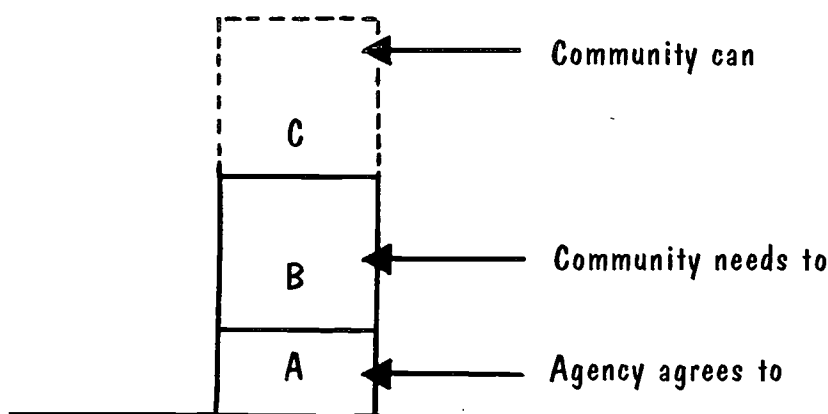 Community can
C
Community needs to
B
A
Agency agrees to